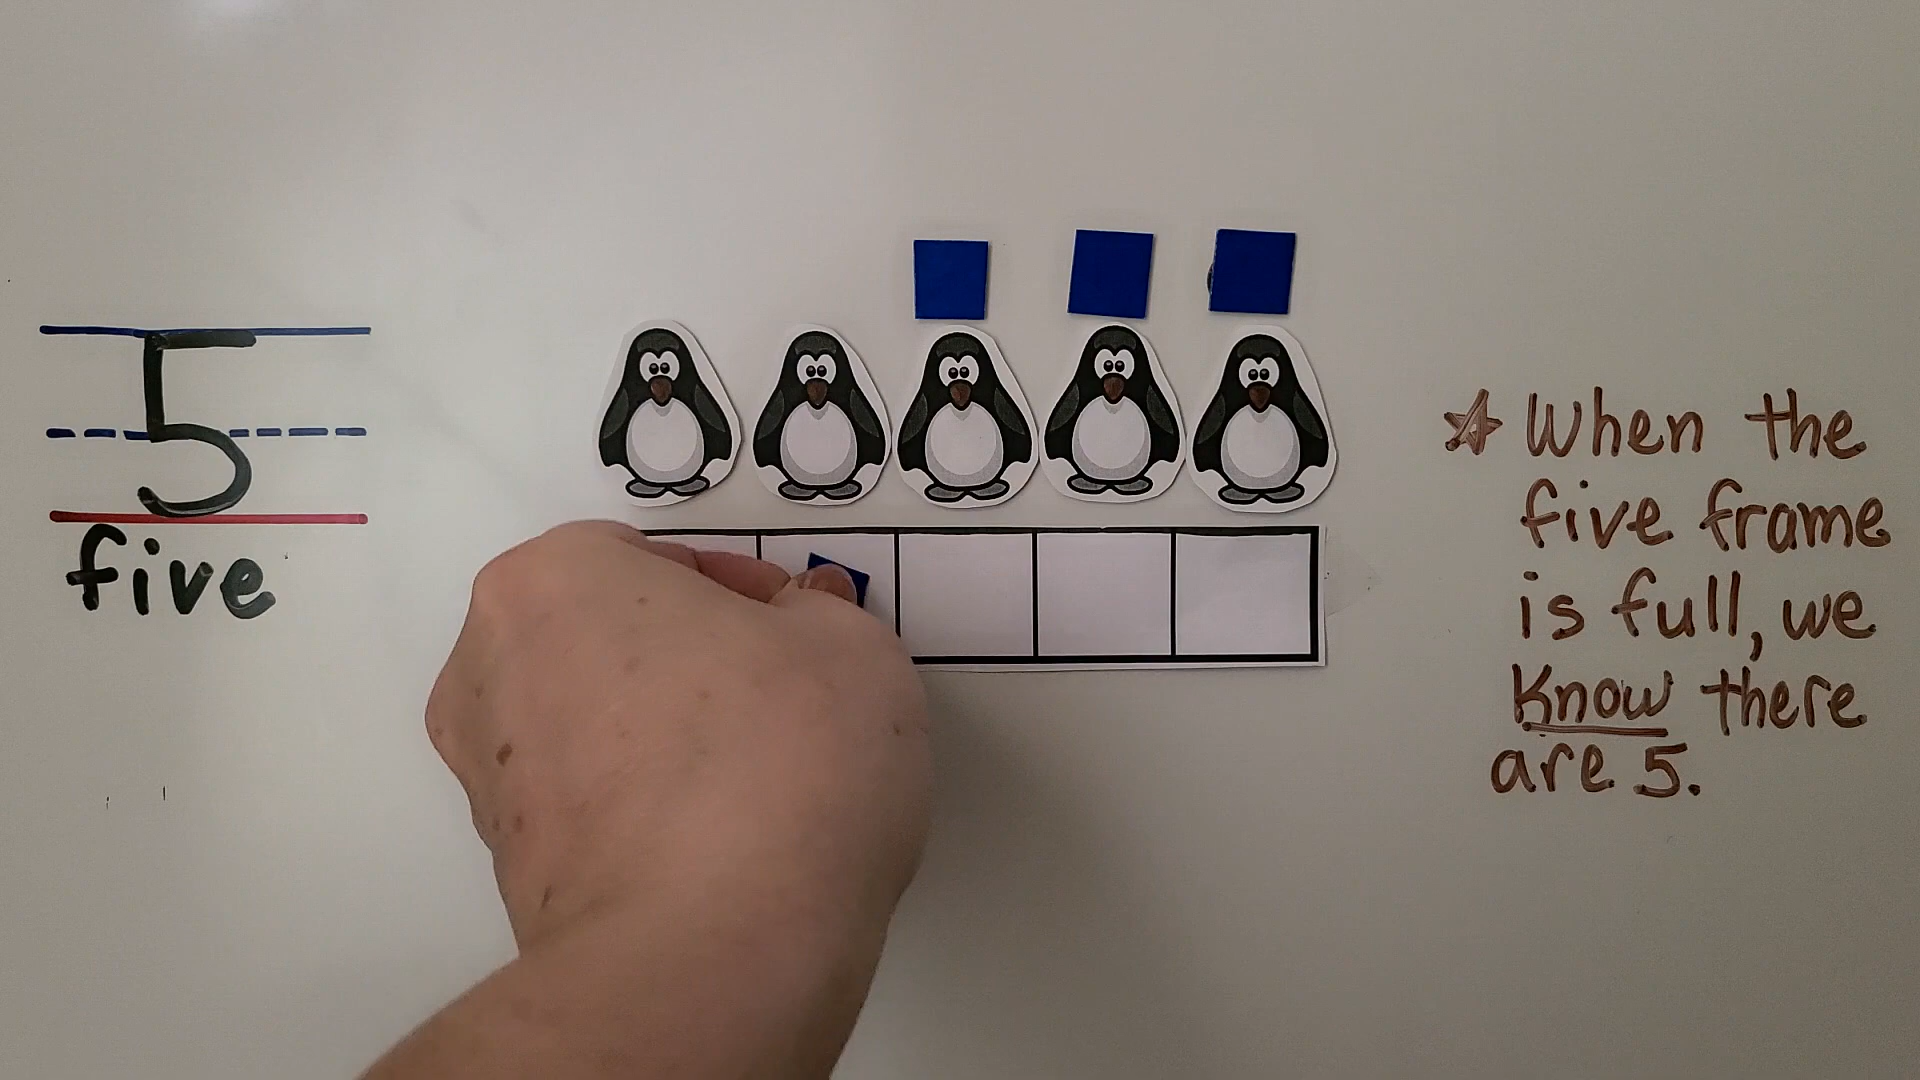 5
five
☆ When the
five frame
is full, we
Know there
are 5.